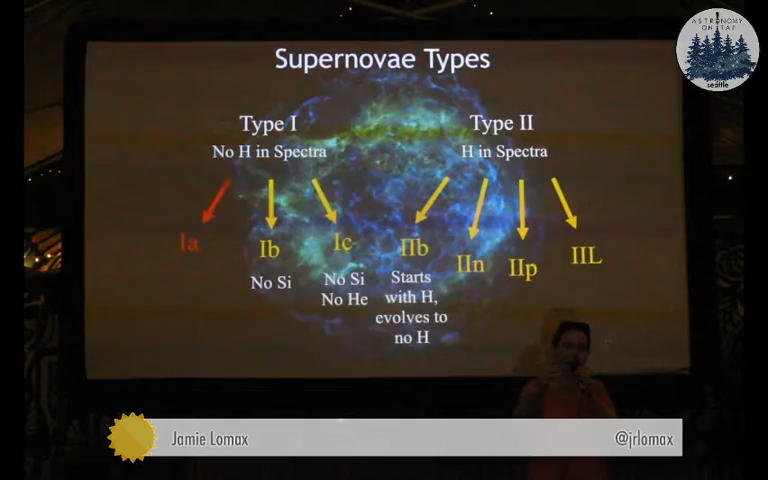 ASTRONOMY
ON TAP
seattle
Supernovae Types
Type I
Type II
No H in Spectra
H in Spectra
Ia
Ib
Ic
IIb
IIn
IIp
IIL
No Si
No Si
No He
Starts
with H,
evolves to
no H
Jamie Lomax
@jrlomax